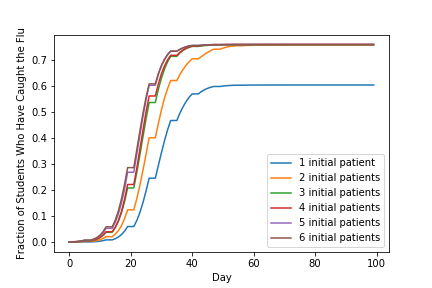 Fraction of Students Who Have Caught the Flu
0.7
0.6
0.5
0.4
0.3
0.2
0.1
0.0
1 initial patient
2 initial patients
3 initial patients
4 initial patients
5 initial patients
6 initial patients
0 20 40 60 80 100
Day